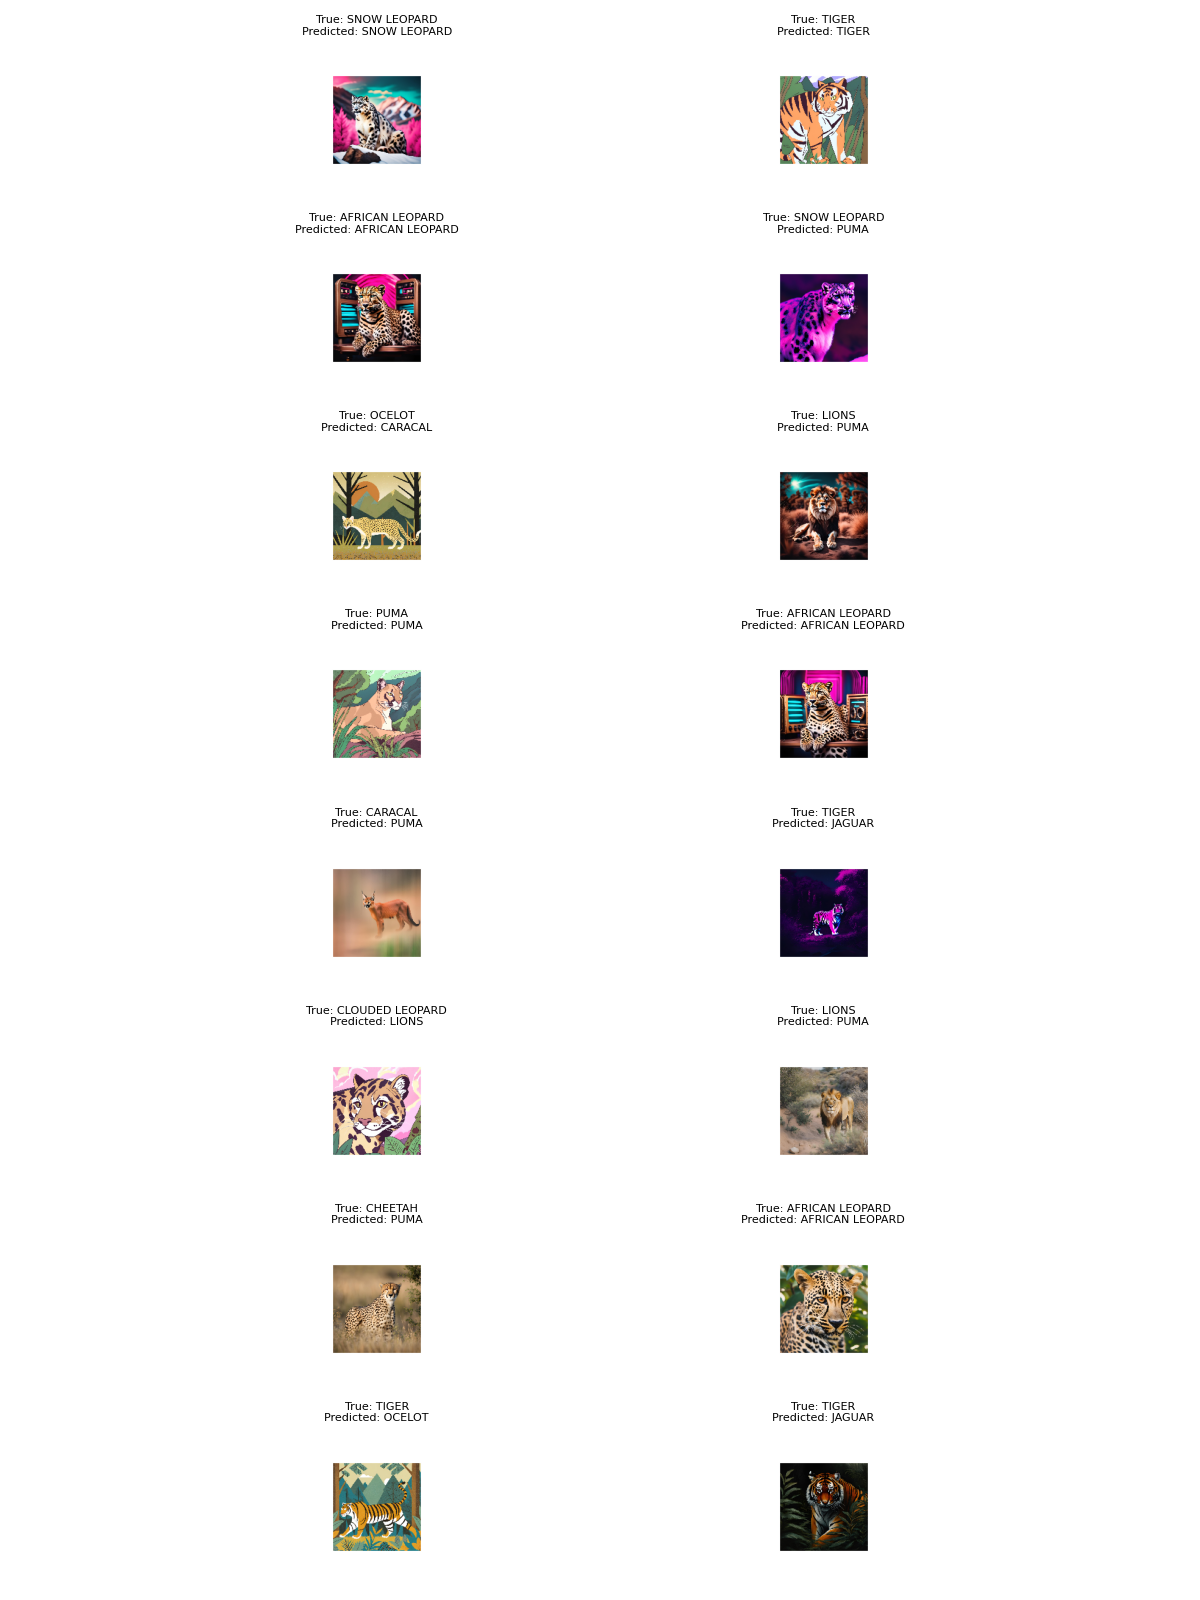 True: SNOW LEOPARD
Predicted: SNOW LEOPARD
True: TIGER
Predicted: TIGER
True: AFRICAN LEOPARD
Predicted: AFRICAN LEOPARD
True: SNOW LEOPARD
Predicted: PUMA
True: OCELOT
Predicted: CARACAL
True: LIONS
Predicted: PUMA
True: PUMA
Predicted: PUMA
True: AFRICAN LEOPARD
Predicted: AFRICAN LEOPARD
True: CARACAL
Predicted: PUMA
True: TIGER
Predicted: JAGUAR
True: CLOUDED LEOPARD
Predicted: LIONS
True: LIONS
Predicted: PUMA
True: CHEETAH
Predicted: PUMA
True: AFRICAN LEOPARD
Predicted: AFRICAN LEOPARD
True: TIGER
Predicted: OCELOT
True: TIGER
Predicted: JAGUAR